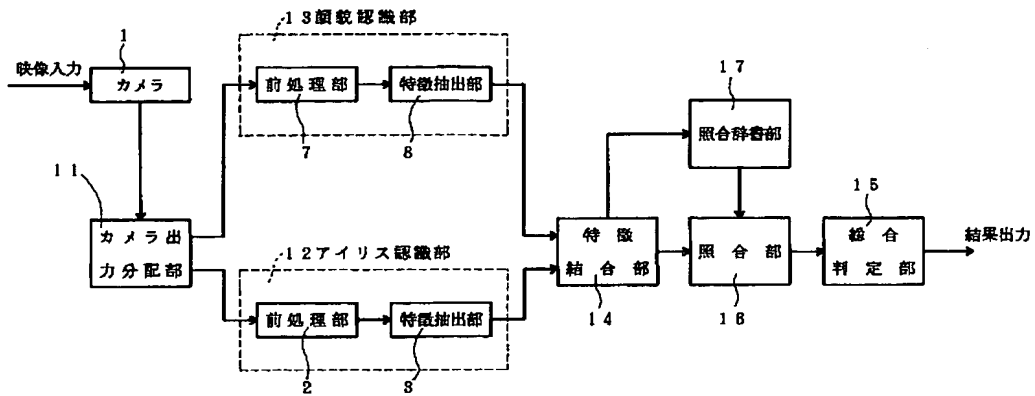 13顔貌認識部
1
映像入力
カメラ
前処理部
特徴抽出部
7
8
17
照合辞書部
11
カメラ出
力分配部
12アイリス認識部
前処理部
特徴抽出部
2
3
特徴
結合部
14
照合部
16
15
総合
判定部
結果出力